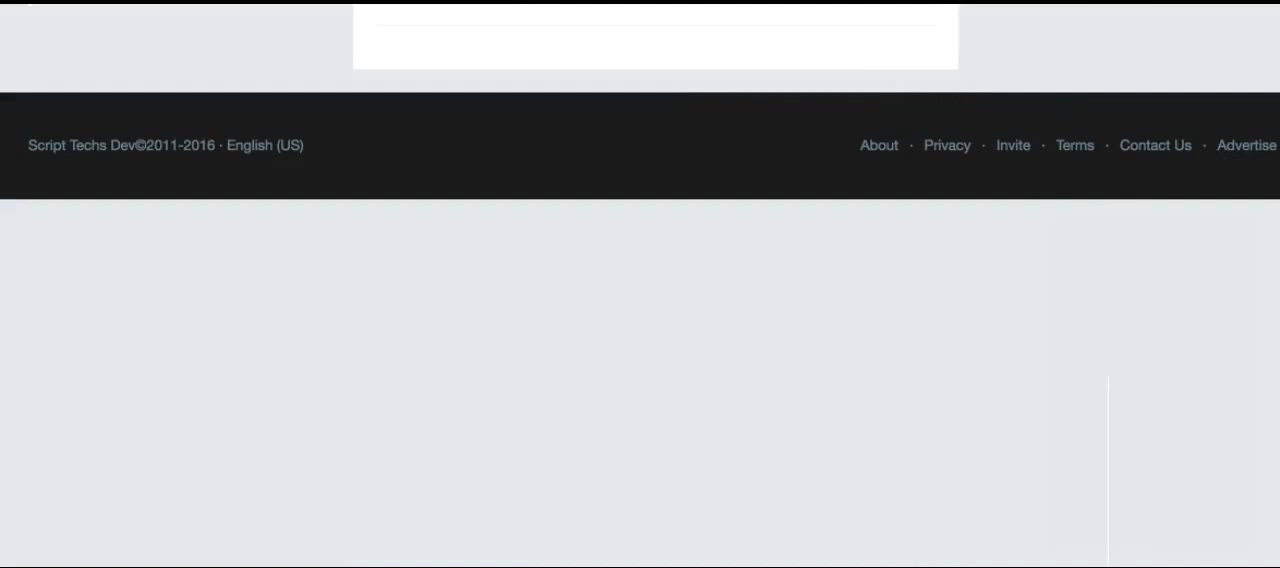 Script Techs Dev©2011-2016 · English (US)
About · Privacy · Invite · Terms · Contact Us · Advertise